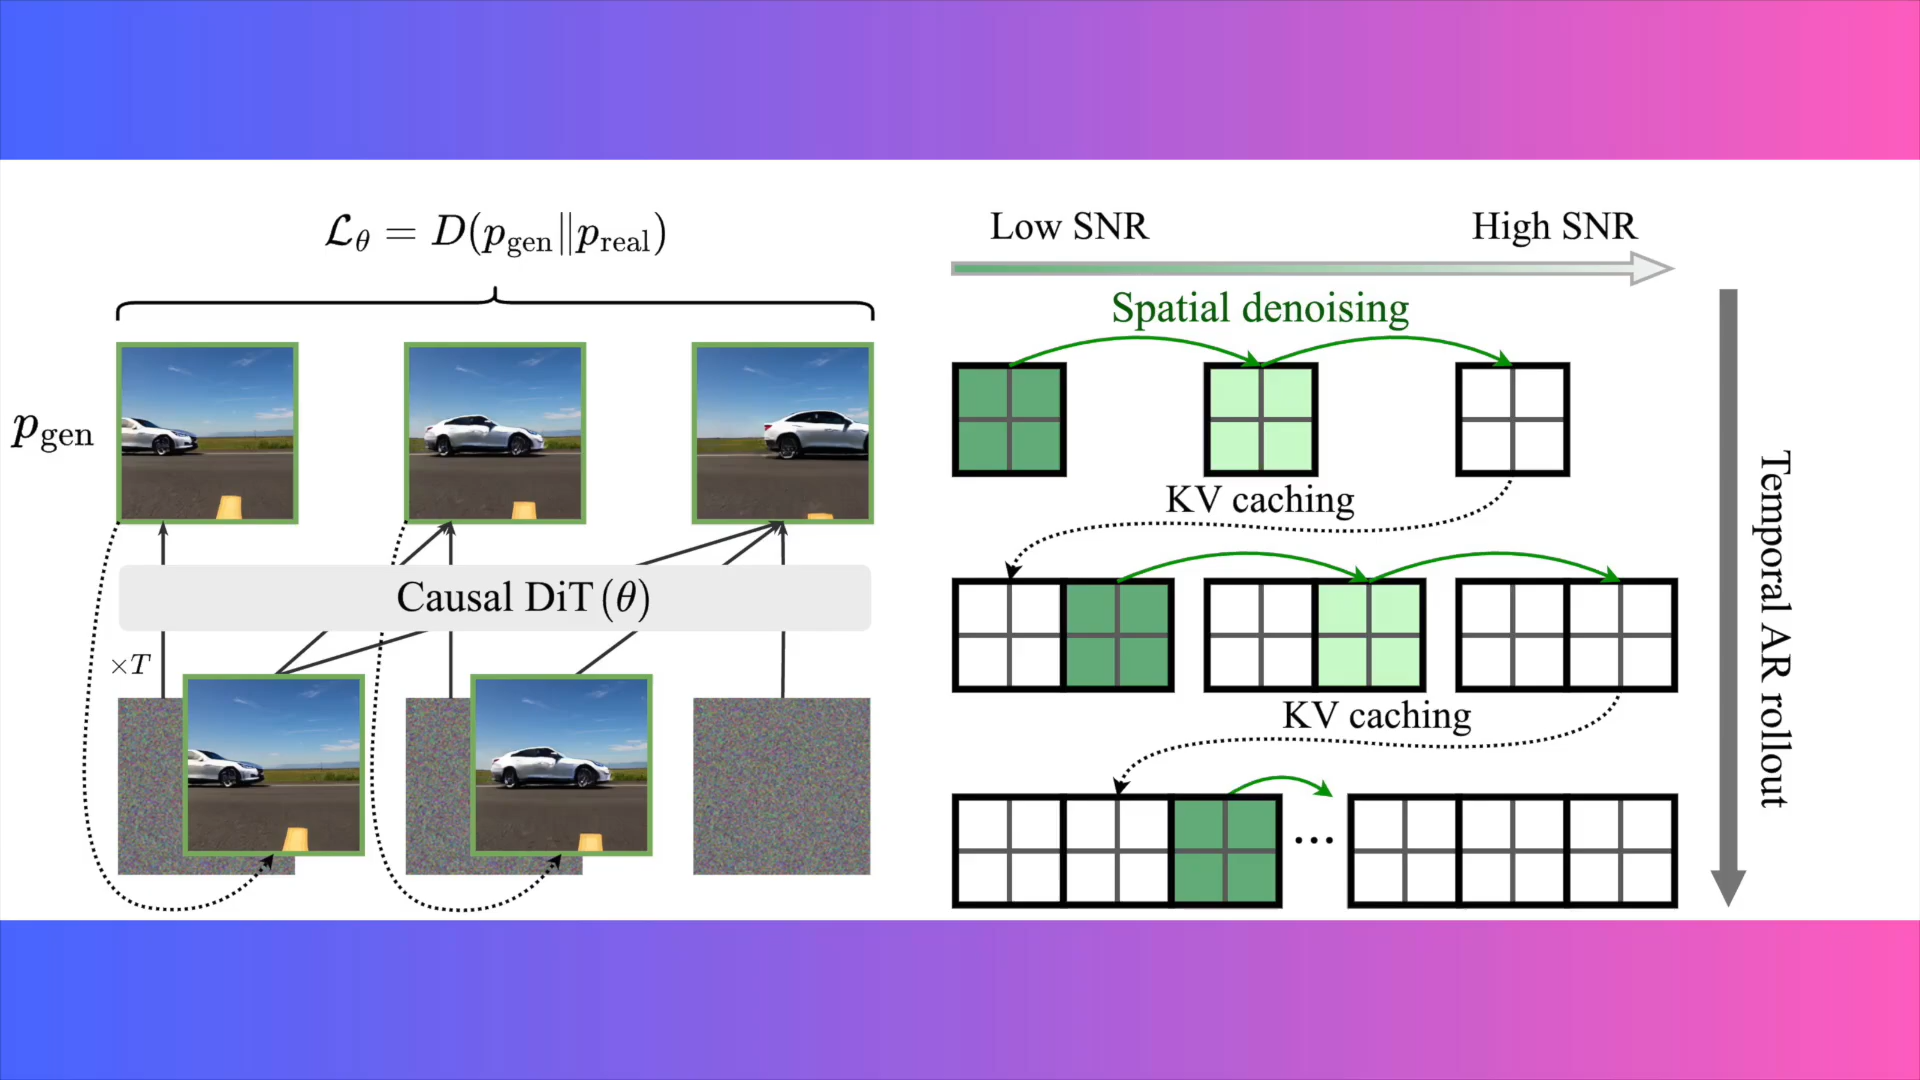 ℒθ = D(pgen||preal)
pgen
Causal DiT (θ)
×T
Low SNR
High SNR
Spatial denoising
KV caching
KV caching
...
Temporal AR rollout